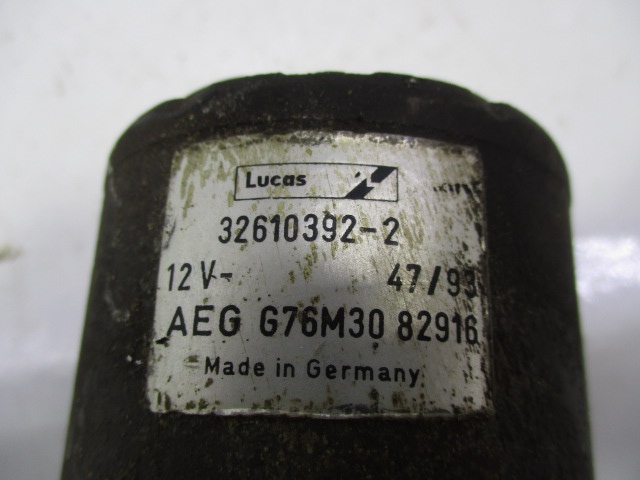 Lucas
32610392-2
12 V- 47/93
AEG G76M30 82916
Made in Germany